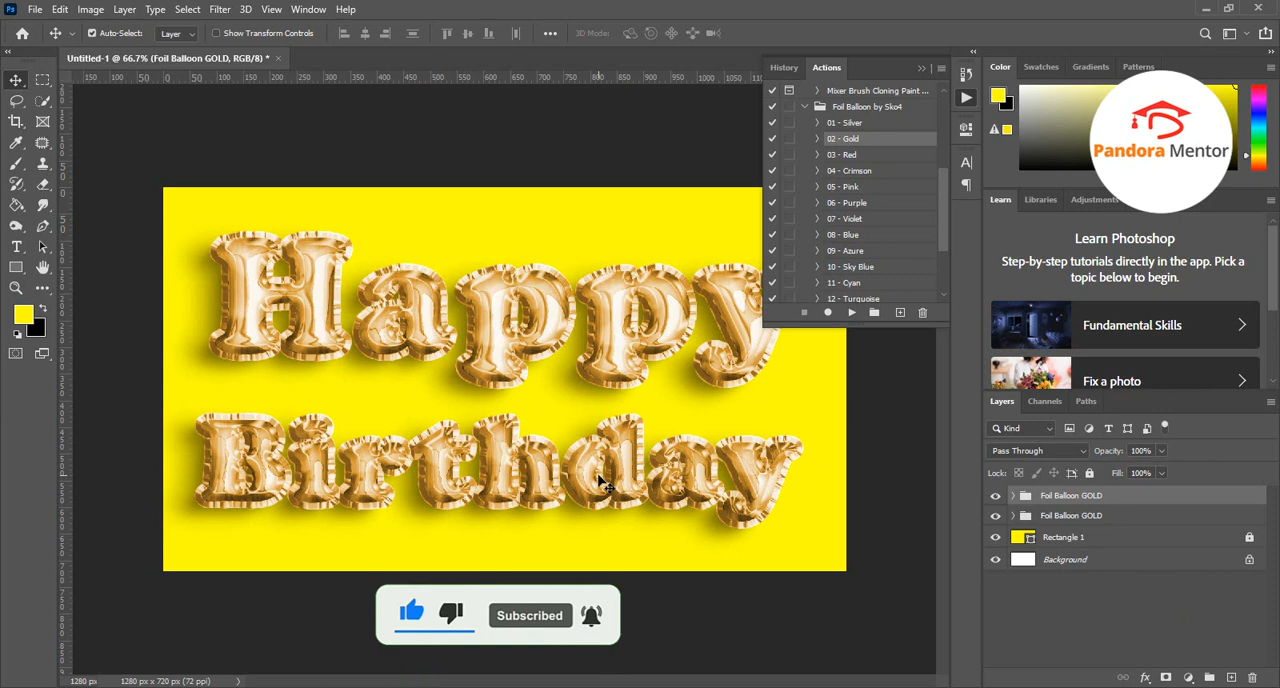 Ps File Edit Image Layer Type Select Filter 3D View Window Help
Auto-Select: Layer Show Transform Controls 3D Mode:
Untitled-1 @ 66.7% (Foil Balloon GOLD, RGB/8) *
History Actions
Mixer Brush Cloning Paint ...
Foil Balloon by Sko4
01 - Silver
02 - Gold
03 - Red
04 - Crimson
05 - Pink
06 - Purple
07 - Violet
08 - Blue
09 - Azure
10 - Sky Blue
11 - Cyan
12 - Turquoise
Happy
Birthday
Subscribed
1280 px 1280 px x 720 px (72 ppi)
Color Swatches Gradients Patterns
Pandora Mentor
Learn Libraries Adjustments
Learn Photoshop
Step-by-step tutorials directly in the app. Pick a
topic below to begin.
Fundamental Skills
Fix a photo
Layers Channels Paths
Kind
Pass Through Opacity: 100%
Lock: Fill: 100%
Foil Balloon GOLD
Foil Balloon GOLD
Rectangle 1
Background